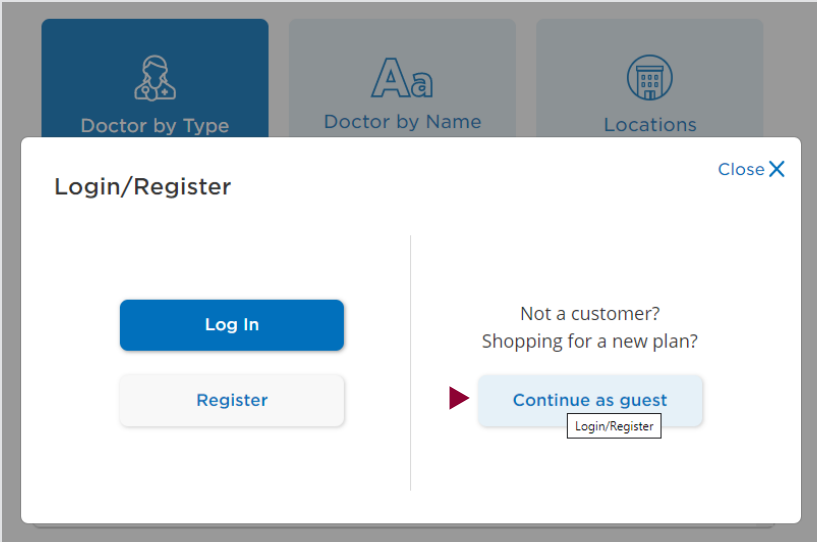 Aa
Doctor by Type
Doctor by Name
Locations
Close
Login/Register
Log In
Register
Not a customer?
Shopping for a new plan?
Continue as guest
Login/Register